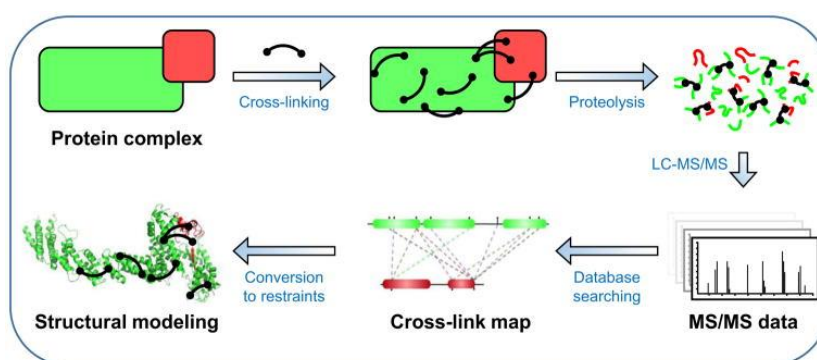 Cross-linking
Proteolysis
Protein complex
LC-MS/MS
Conversion
to restraints
Database
searching
Structural modeling
Cross-link map
MS/MS data